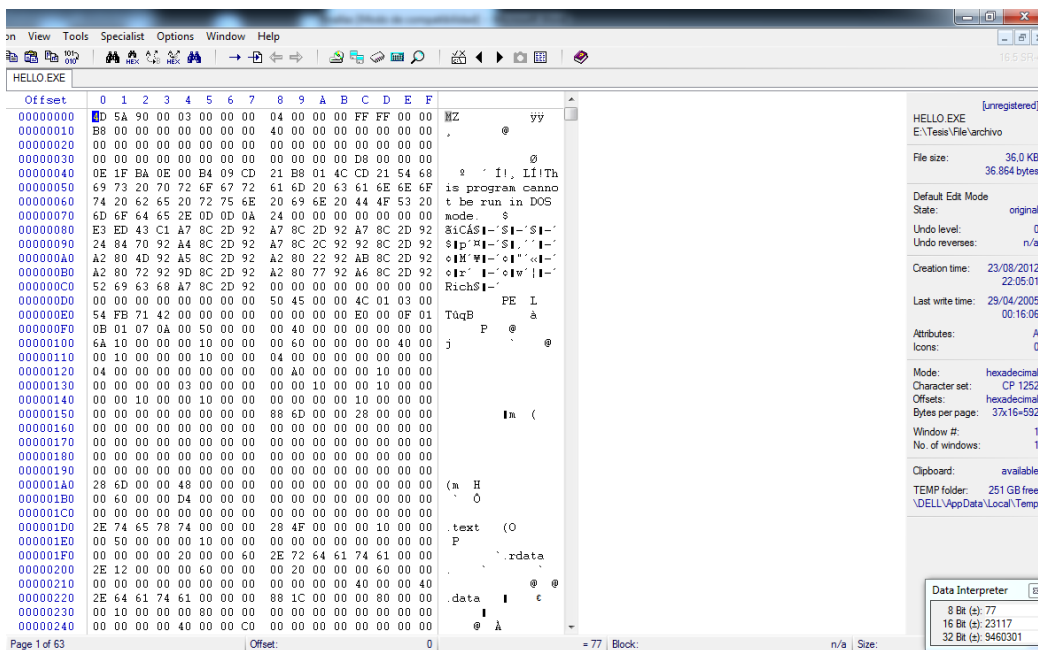 on View Tools Specialist Options Window Help
HELLO.EXE
Offset 0 1 2 3 4 5 6 7 8 9 A B C D E F
00000000 4D 5A 90 00 03 00 00 00 04 00 00 00 FF FF 00 00 MZ ÿÿ
00000010 B8 00 00 00 00 00 00 00 40 00 00 00 00 00 00 00 ¸ @
00000020 00 00 00 00 00 00 00 00 00 00 00 00 00 00 00 00
00000030 00 00 00 00 00 00 00 00 00 00 00 00 D8 00 00 00 Ø
00000040 0E 1F BA 0E 00 B4 09 CD 21 B8 01 4C CD 21 54 68 º ´ Í!¸ LÍ!Th
00000050 69 73 20 70 72 6F 67 72 61 6D 20 63 61 6E 6E 6F is program canno
00000060 74 20 62 65 20 72 75 6E 20 69 6E 20 44 4F 53 20 t be run in DOS
00000070 6D 6F 64 65 2E 0D 0D 0A 24 00 00 00 00 00 00 00 mode. $
00000080 E3 ED 43 C1 A7 8C 2D 92 A7 8C 2D 92 A7 8C 2D 92 ãíCÁ§ -´§ -´§ -´
00000090 24 84 70 92 A4 8C 2D 92 A7 8C 2C 92 92 8C 2D 92 $ p´¤ -´§ ,´´ -´
000000A0 A2 80 4D 92 A5 8C 2D 92 A2 80 22 92 AB 8C 2D 92 ¢ M´¥ -´¢ "´« -´
000000B0 A2 80 72 92 9D 8C 2D 92 A2 80 77 92 A6 8C 2D 92 ¢ r´ -´¢ w´¦ -´
000000C0 52 69 63 68 A7 8C 2D 92 00 00 00 00 00 00 00 00 Rich§ -´
000000D0 00 00 00 00 00 00 00 00 50 45 00 00 4C 01 03 00 PE L
000000E0 54 FB 71 42 00 00 00 00 00 00 00 00 E0 00 0F 01 TûqB à
000000F0 0B 01 07 0A 00 50 00 00 00 40 00 00 00 00 00 00 P @
00000100 6A 10 00 00 00 10 00 00 00 60 00 00 00 00 40 00 j ` @
00000110 00 10 00 00 00 10 00 00 04 00 00 00 00 00 00 00
00000120 04 00 00 00 00 00 00 00 00 A0 00 00 00 10 00 00
00000130 00 00 00 00 03 00 00 00 00 00 10 00 00 10 00 00
00000140 00 00 10 00 00 10 00 00 00 00 00 00 10 00 00 00
00000150 00 00 00 00 00 00 00 00 88 6D 00 00 28 00 00 00 m (
00000160 00 00 00 00 00 00 00 00 00 00 00 00 00 00 00 00
00000170 00 00 00 00 00 00 00 00 00 00 00 00 00 00 00 00
00000180 00 00 00 00 00 00 00 00 00 00 00 00 00 00 00 00
00000190 00 00 00 00 00 00 00 00 00 00 00 00 00 00 00 00
000001A0 28 6D 00 00 48 00 00 00 00 00 00 00 00 00 00 00 (m H
000001B0 00 60 00 00 D4 00 00 00 00 00 00 00 00 00 00 00 ` Ô
000001C0 00 00 00 00 00 00 00 00 00 00 00 00 00 00 00 00
000001D0 2E 74 65 78 74 00 00 00 28 4F 00 00 00 10 00 00 .text (O
000001E0 00 50 00 00 00 10 00 00 00 00 00 00 00 00 00 00 P
000001F0 00 00 00 00 20 00 00 60 2E 72 64 61 74 61 00 00 `.rdata
00000200 2E 12 00 00 00 60 00 00 00 20 00 00 00 60 00 00 . ` `
00000210 00 00 00 00 00 00 00 00 00 00 00 00 40 00 00 40 @ @
00000220 2E 64 61 74 61 00 00 00 88 1C 00 00 00 80 00 00 .data €
00000230 00 10 00 00 00 80 00 00 00 00 00 00 00 00 00 00
00000240 00 00 00 00 40 00 00 C0 00 00 00 00 00 00 00 00 @ À
[unregistered]
HELLO.EXE
E:\Tesis\File\archivo
File size: 36,0 KB
36.864 bytes
Default Edit Mode
State: original
Undo level: 0
Undo reverses: n/a
Creation time: 23/08/2012
22:05:01
Last write time: 29/04/2005
00:16:06
Attributes: A
Icons: 0
Mode: hexadecimal
Character set: CP 1252
Offsets: hexadecimal
Bytes per page: 37x16=592
Window #: 1
No. of windows: 1
Clipboard: available
TEMP folder: 251 GB free
\DELL\AppData\Local\Temp
Data Interpreter
8 Bit (±): 77
16 Bit (±): 23117
32 Bit (±): 9460301
Page 1 of 63 Offset: 0 = 77 Block: n/a Size: